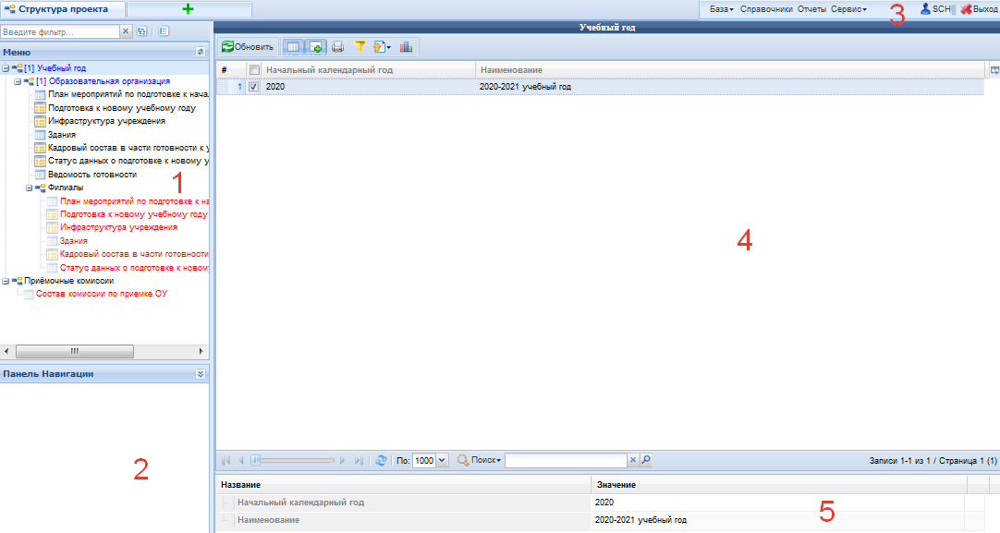 Структура проекта
База Справочники Отчеты Сервис 3 SCH Выход
Введите фильтр...
Учебный год
Меню
Обновить
# Начальный календарный год Наименование
1 2020 2020-2021 учебный год
[1] Учебный год
[1] Образовательная организация
План мероприятий по подготовке к нача
Подготовка к новому учебному году
Инфраструктура учреждения
Здания
Кадровый состав в части готовности к у
Статус данных о подготовке к новому у
Ведомость готовности
1
Филиалы
План мероприятий по подготовке к на
Подготовка к новому учебному году
Инфраструктура учреждения
Здания
Кадровый состав в части готовности
Статус данных о подготовке к новому
Приёмочные комиссии
Состав комиссии по приемке ОУ
4
Панель Навигации
2
По: 1000 Поиск Записи 1-1 из 1 / Страница 1 (1)
Название Значение
Начальный календарный год 2020
Наименование 2020-2021 учебный год
5